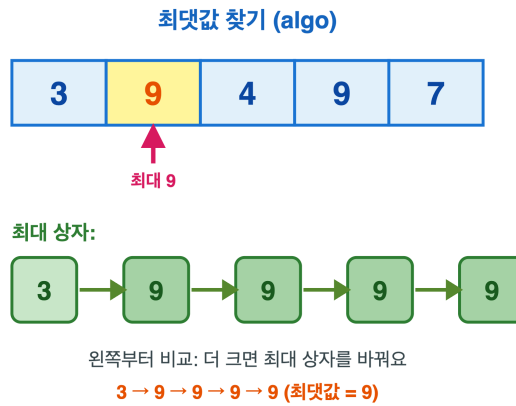 최댓값 찾기 (algo)
3 9 4 9 7
최대 9
최대 상자:
3 → 9 → 9 → 9 → 9
왼쪽부터 비교: 더 크면 최대 상자를 바꿔요
3 → 9 → 9 → 9 → 9 (최댓값 = 9)